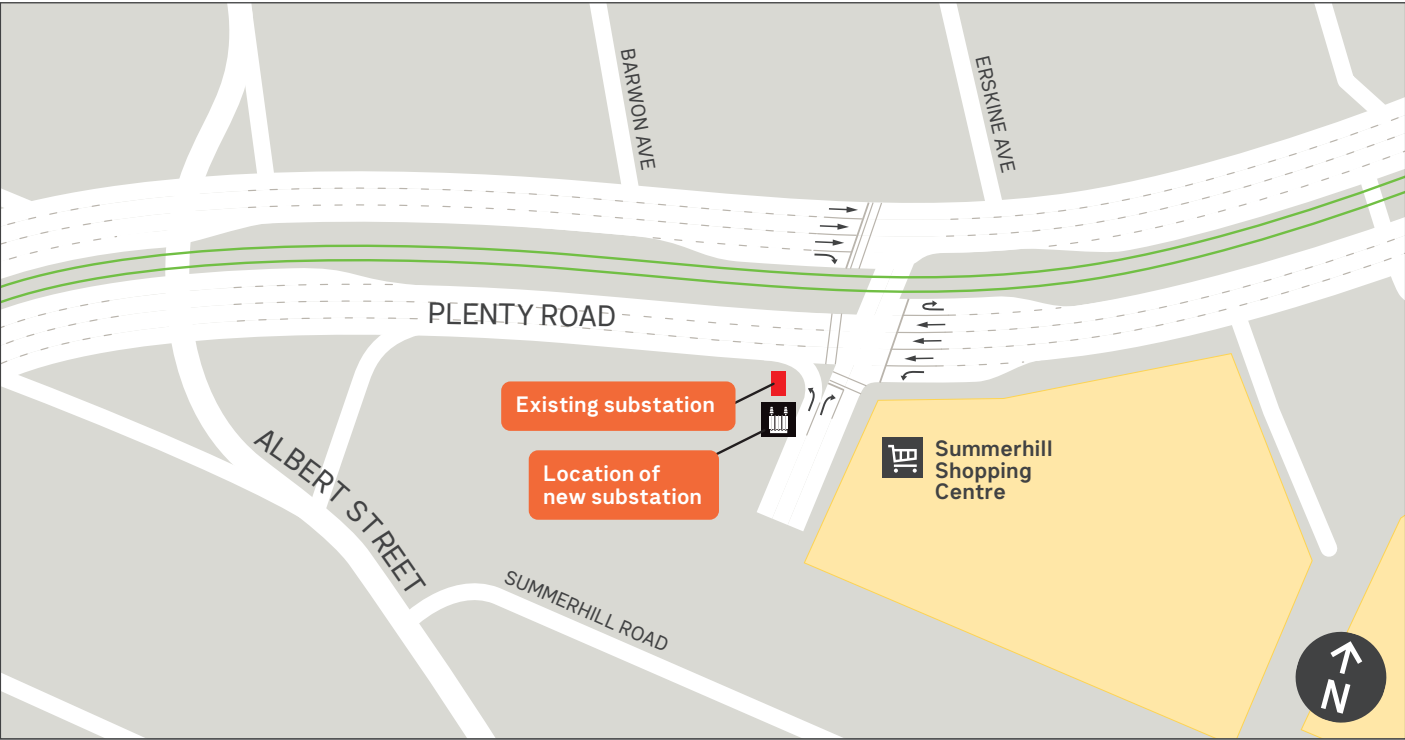 BARWON AVE
ERSKINE AVE
PLENTY ROAD
Existing substation
Location of
new substation
Summerhill
Shopping
Centre
ALBERT STREET
SUMMERHILL ROAD
N